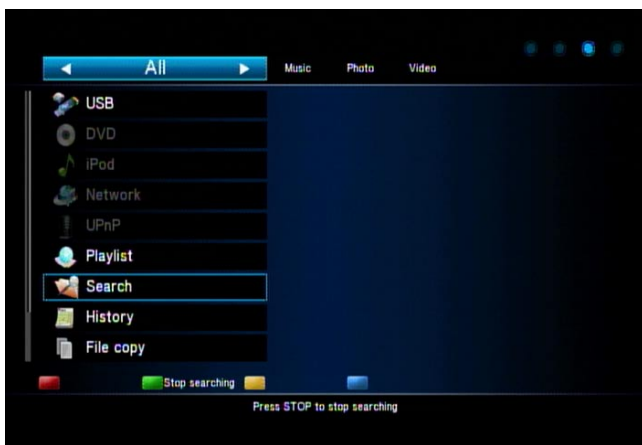 All Music Photo Video
USB
DVD
iPod
Network
UPnP
Playlist
Search
History
File copy
Stop searching
Press STOP to stop searching